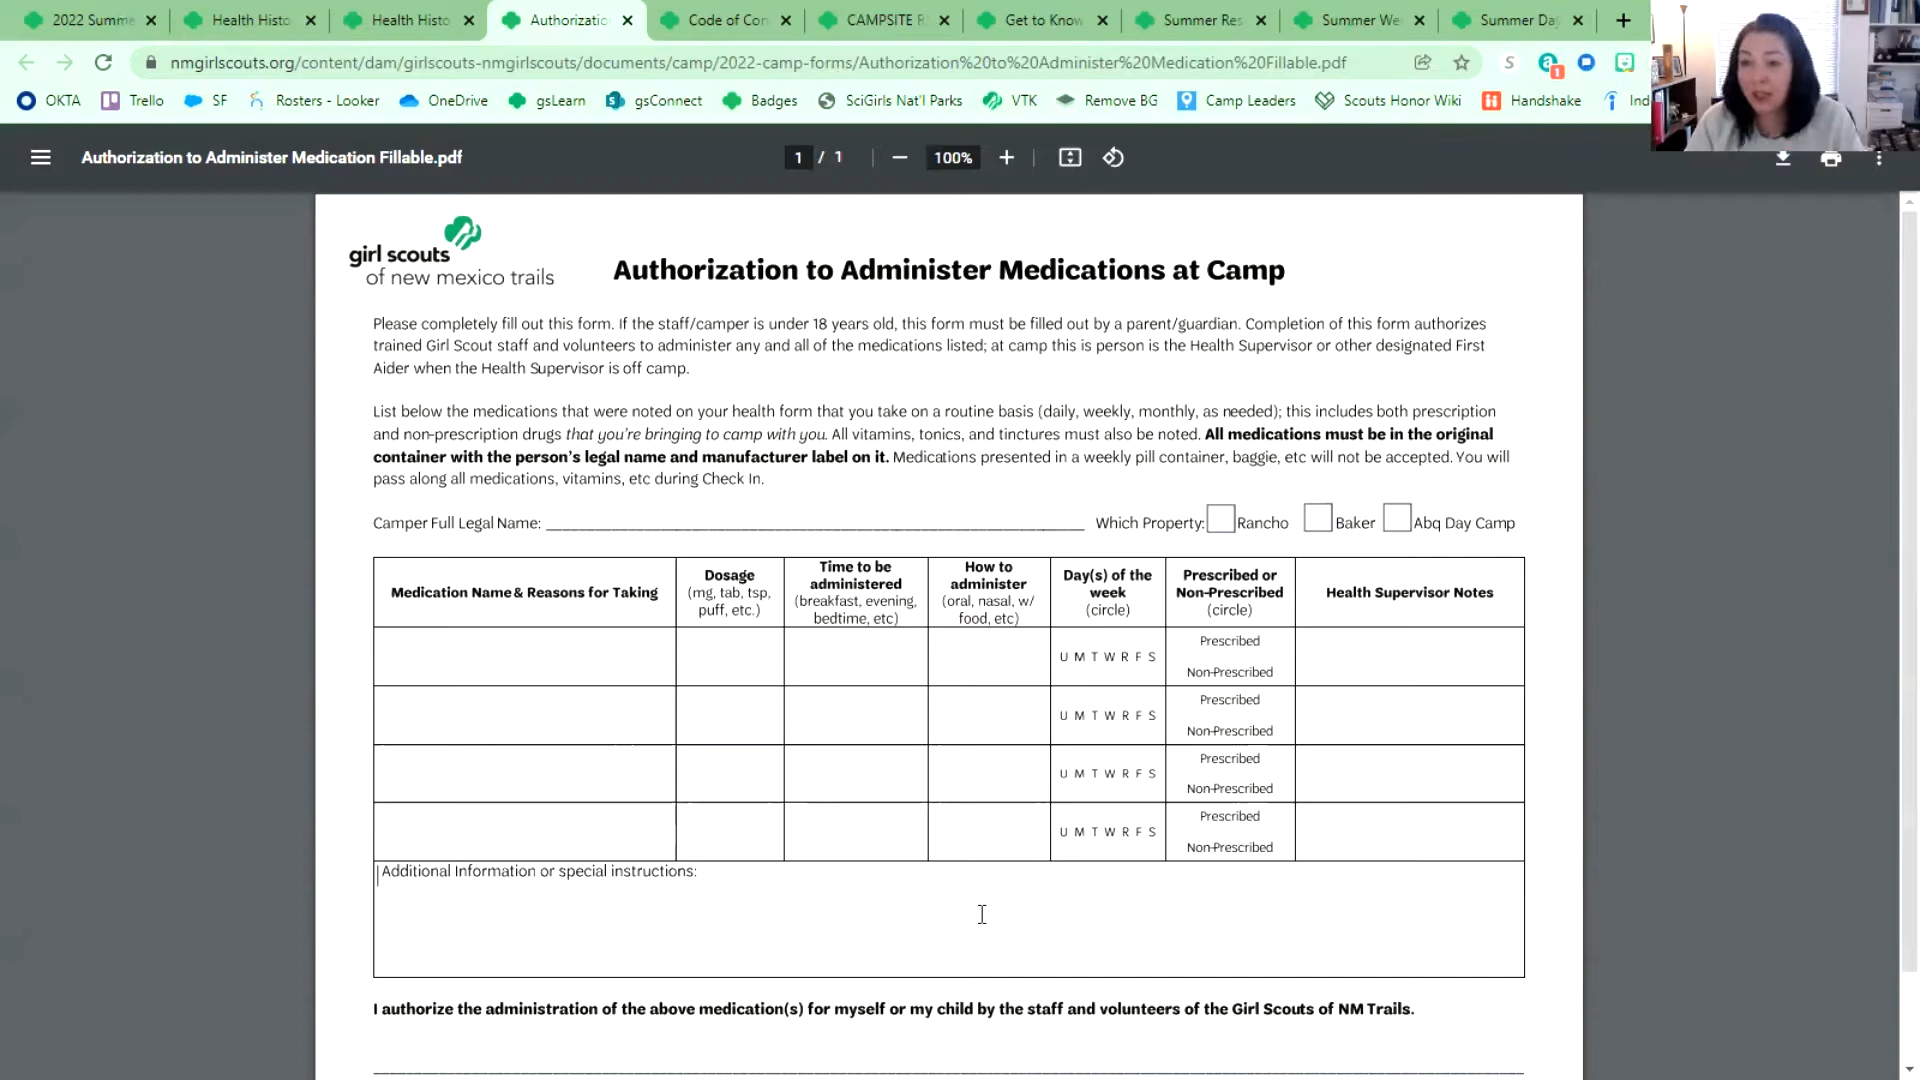 2022 Summe
Health Histo
Health Histo
Authorizatio
Code of Con
CAMPSITE R
Get to Know
Summer Res
Summer We
Summer Da
nmgirlscouts.org/content/dam/girlscouts-nmgirlscouts/documents/camp/2022-camp-forms/Authorization%20to%20Administer%20Medication%20Fillable.pdf
OKTA Trello SF Rosters - Looker OneDrive gsLearn gsConnect Badges SciGirls Nat'l Parks VTK Remove BG Camp Leaders Scouts Honor Wiki Handshake Ind
Authorization to Administer Medication Fillable.pdf
1 / 1
100%
girl scouts
of new mexico trails
Authorization to Administer Medications at Camp
Please completely fill out this form. If the staff/camper is under 18 years old, this form must be filled out by a parent/guardian. Completion of this form authorizes
trained Girl Scout staff and volunteers to administer any and all of the medications listed; at camp this is person is the Health Supervisor or other designated First
Aider when the Health Supervisor is off camp.
List below the medications that were noted on your health form that you take on a routine basis (daily, weekly, monthly, as needed); this includes both prescription
and non-prescription drugs that you're bringing to camp with you. All vitamins, tonics, and tinctures must also be noted. All medications must be in the original
container with the person's legal name and manufacturer label on it. Medications presented in a weekly pill container, baggie, etc will not be accepted. You will
pass along all medications, vitamins, etc during Check In.
Camper Full Legal Name: Which Property: Rancho Baker Abq Day Camp
Medication Name & Reasons for Taking
Dosage
(mg, tab, tsp,
puff, etc.)
Time to be
administered
(breakfast, evening,
bedtime, etc)
How to
administer
(oral, nasal, w/
food, etc)
Day(s) of the
week
(circle)
Prescribed or
Non-Prescribed
(circle)
Health Supervisor Notes
U M T W R F S
Prescribed
Non-Prescribed
U M T W R F S
Prescribed
Non-Prescribed
U M T W R F S
Prescribed
Non-Prescribed
U M T W R F S
Prescribed
Non-Prescribed
Additional Information or special instructions:
I authorize the administration of the above medication(s) for myself or my child by the staff and volunteers of the Girl Scouts of NM Trails.